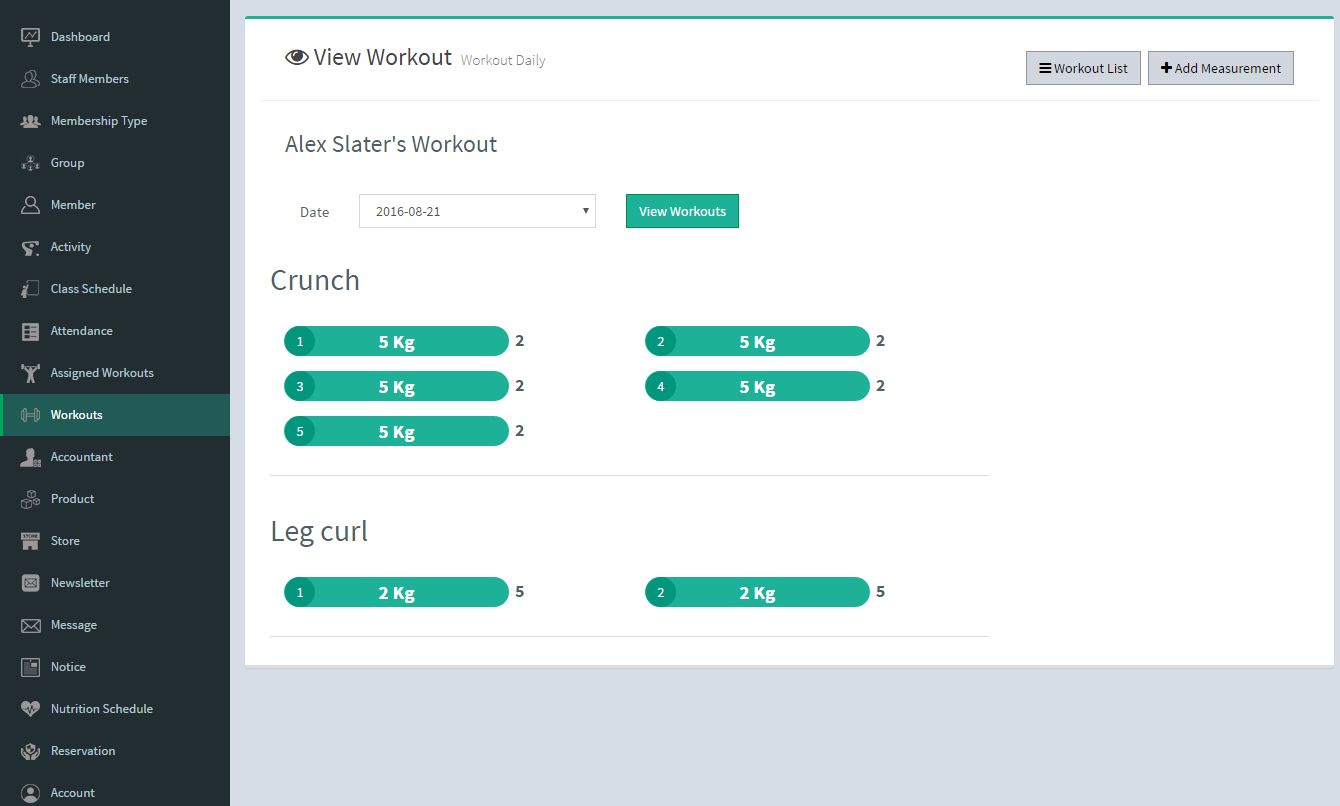 Dashboard
Staff Members
Membership Type
Group
Member
Activity
Class Schedule
Attendance
Assigned Workouts
Workouts
Accountant
Product
STORE
Store
Newsletter
Message
Notice
Nutrition Schedule
Reservation
Account
View Workout Workout Daily
Workout List
Add Measurement
Alex Slater's Workout
Date 2016-08-21 View Workouts
Crunch
1 5 Kg 2 2 5 Kg 2
3 5 Kg 2 4 5 Kg 2
5 5 Kg 2
Leg curl
1 2 Kg 5 2 2 Kg 5